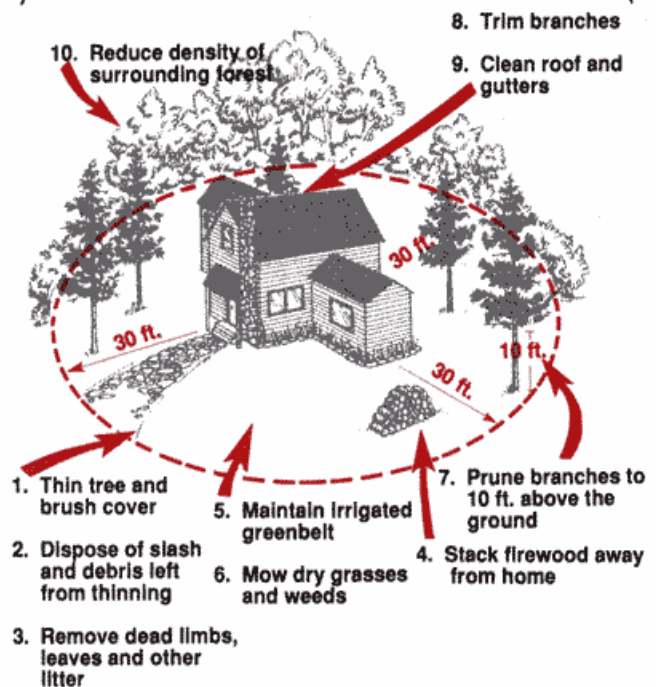 8. Trim branches
10. Reduce density of
surrounding forest
9. Clean roof and
gutters
30 ft.
30 ft.
10 ft.
30 ft.
1. Thin tree and
brush cover
2. Dispose of slash
and debris left
from thinning
3. Remove dead limbs,
leaves and other
litter
5. Maintain irrigated
greenbelt
6. Mow dry grasses
and weeds
7. Prune branches to
10 ft. above the
ground
4. Stack firewood away
from home